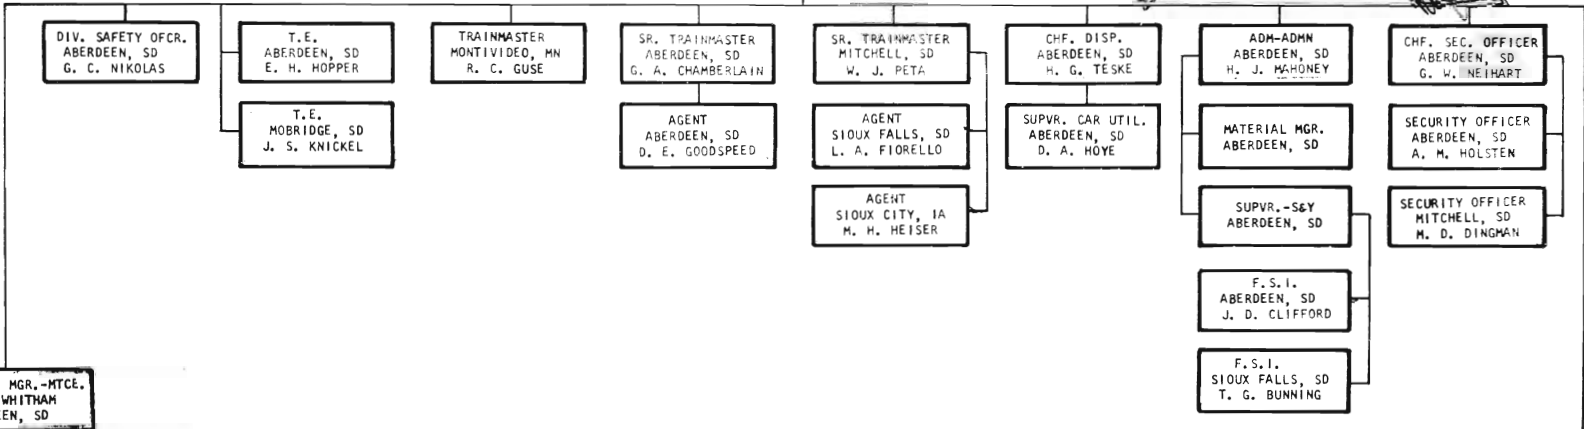 DIV. SAFETY OFCR.
ABERDEEN, SD
G. C. NIKOLAS
T.E.
ABERDEEN, SD
E. H. HOPPER
T.E.
MOBRIDGE, SD
J. S. KNICKEL
TRAINMASTER
MONTIVIDEO, MN
R. C. GUSE
SR. TRAINMASTER
ABERDEEN, SD
G. A. CHAMBERLAIN
AGENT
ABERDEEN, SD
D. E. GOODSPEED
SR. TRAINMASTER
MITCHELL, SD
W. J. PETA
AGENT
SIOUX FALLS, SD
L. A. FIORELLO
AGENT
SIOUX CITY, IA
M. H. HEISER
CHF. DISP.
ABERDEEN, SD
H. G. TESKE
SUPVR. CAR UTIL.
ABERDEEN, SD
D. A. HOYE
ADM-ADMN
ABERDEEN, SD
H. J. MAHONEY
MATERIAL MGR.
ABERDEEN, SD
SUPVR.-S&Y
ABERDEEN, SD
F.S.I.
ABERDEEN, SD
J. D. CLIFFORD
F.S.I.
SIOUX FALLS, SD
T. G. BUNNING
CHF. SEC. OFFICER
ABERDEEN, SD
G. W. NEIHART
SECURITY OFFICER
ABERDEEN, SD
A. M. HOLSTEN
SECURITY OFFICER
MITCHELL, SD
M. D. DINGMAN
MGR.-MTCE.
WHITHAM
EEN, SD